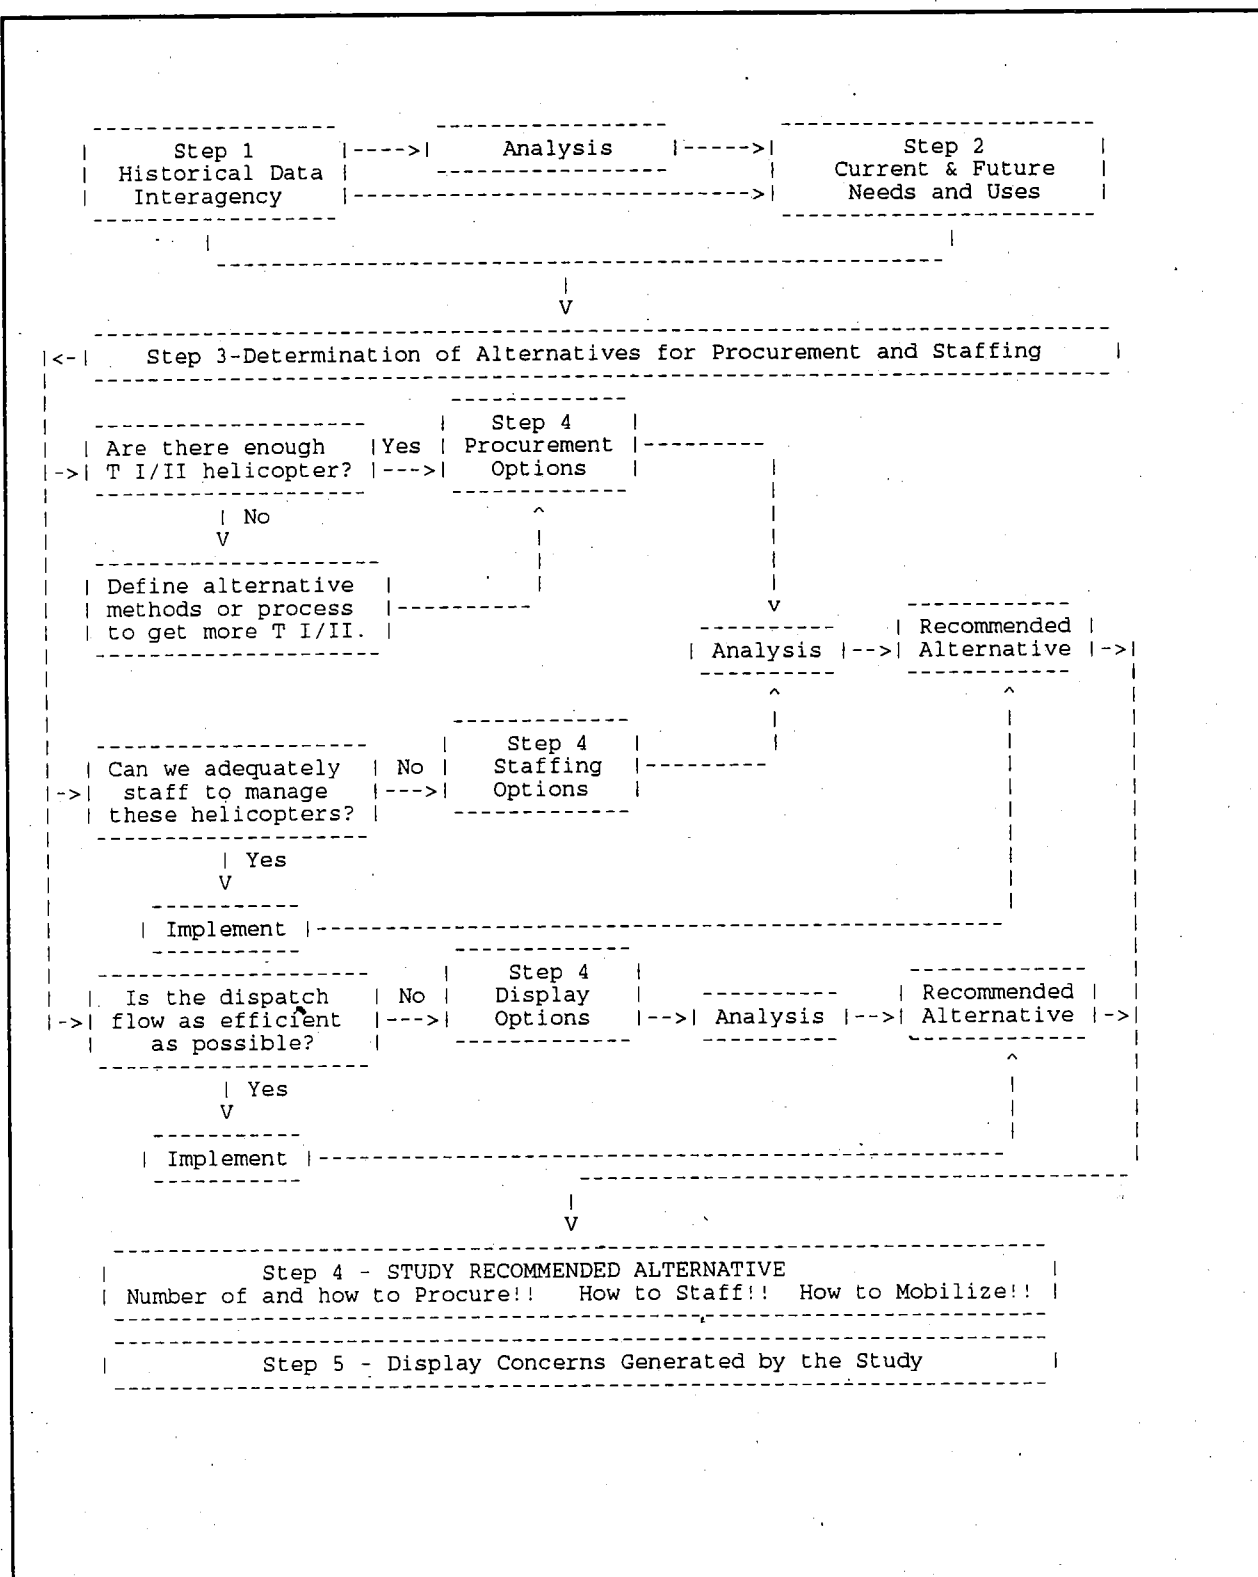 Step 1
Historical Data
Interagency
Analysis
Step 2
Current & Future
Needs and Uses
Step 3-Determination of Alternatives for Procurement and Staffing
Are there enough
T I/II helicopter?
Yes
Step 4
Procurement
Options
No
Define alternative
methods or process
to get more T I/II.
Analysis
Recommended
Alternative
Can we adequately
staff to manage
these helicopters?
No
Step 4
Staffing
Options
Yes
Implement
Is the dispatch
flow as efficient
as possible?
No
Step 4
Display
Options
Analysis
Recommended
Alternative
Yes
Implement
Step 4 - STUDY RECOMMENDED ALTERNATIVE
Number of and how to Procure!! How to Staff!! How to Mobilize!!
Step 5 - Display Concerns Generated by the Study